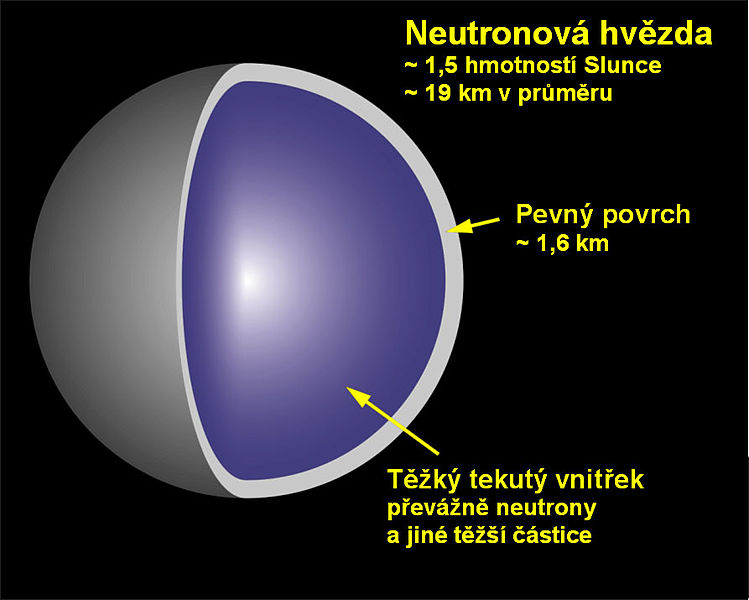 Neutronová hvězda
~ 1,5 hmotností Slunce
~ 19 km v průměru
Pevný povrch
~ 1,6 km
Těžký tekutý vnitřek
převážně neutrony
a jiné těžší částice